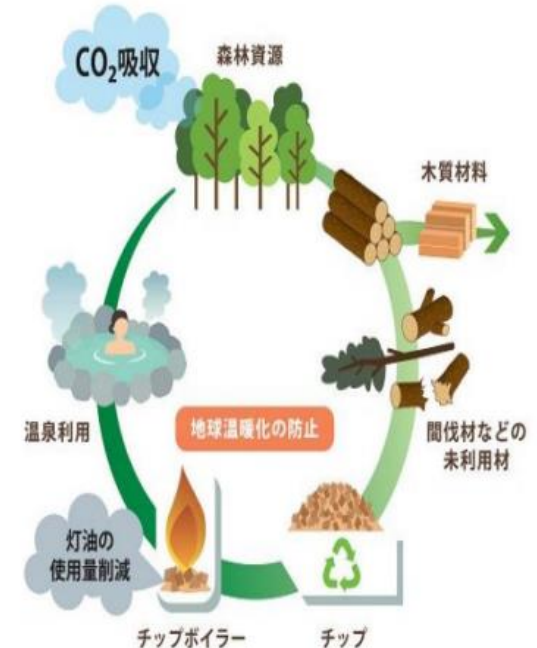 CO₂吸収
森林資源
木質材料
間伐材などの
未利用材
チップ
チップボイラー
灯油の
使用量削減
温泉利用
地球温暖化の防止